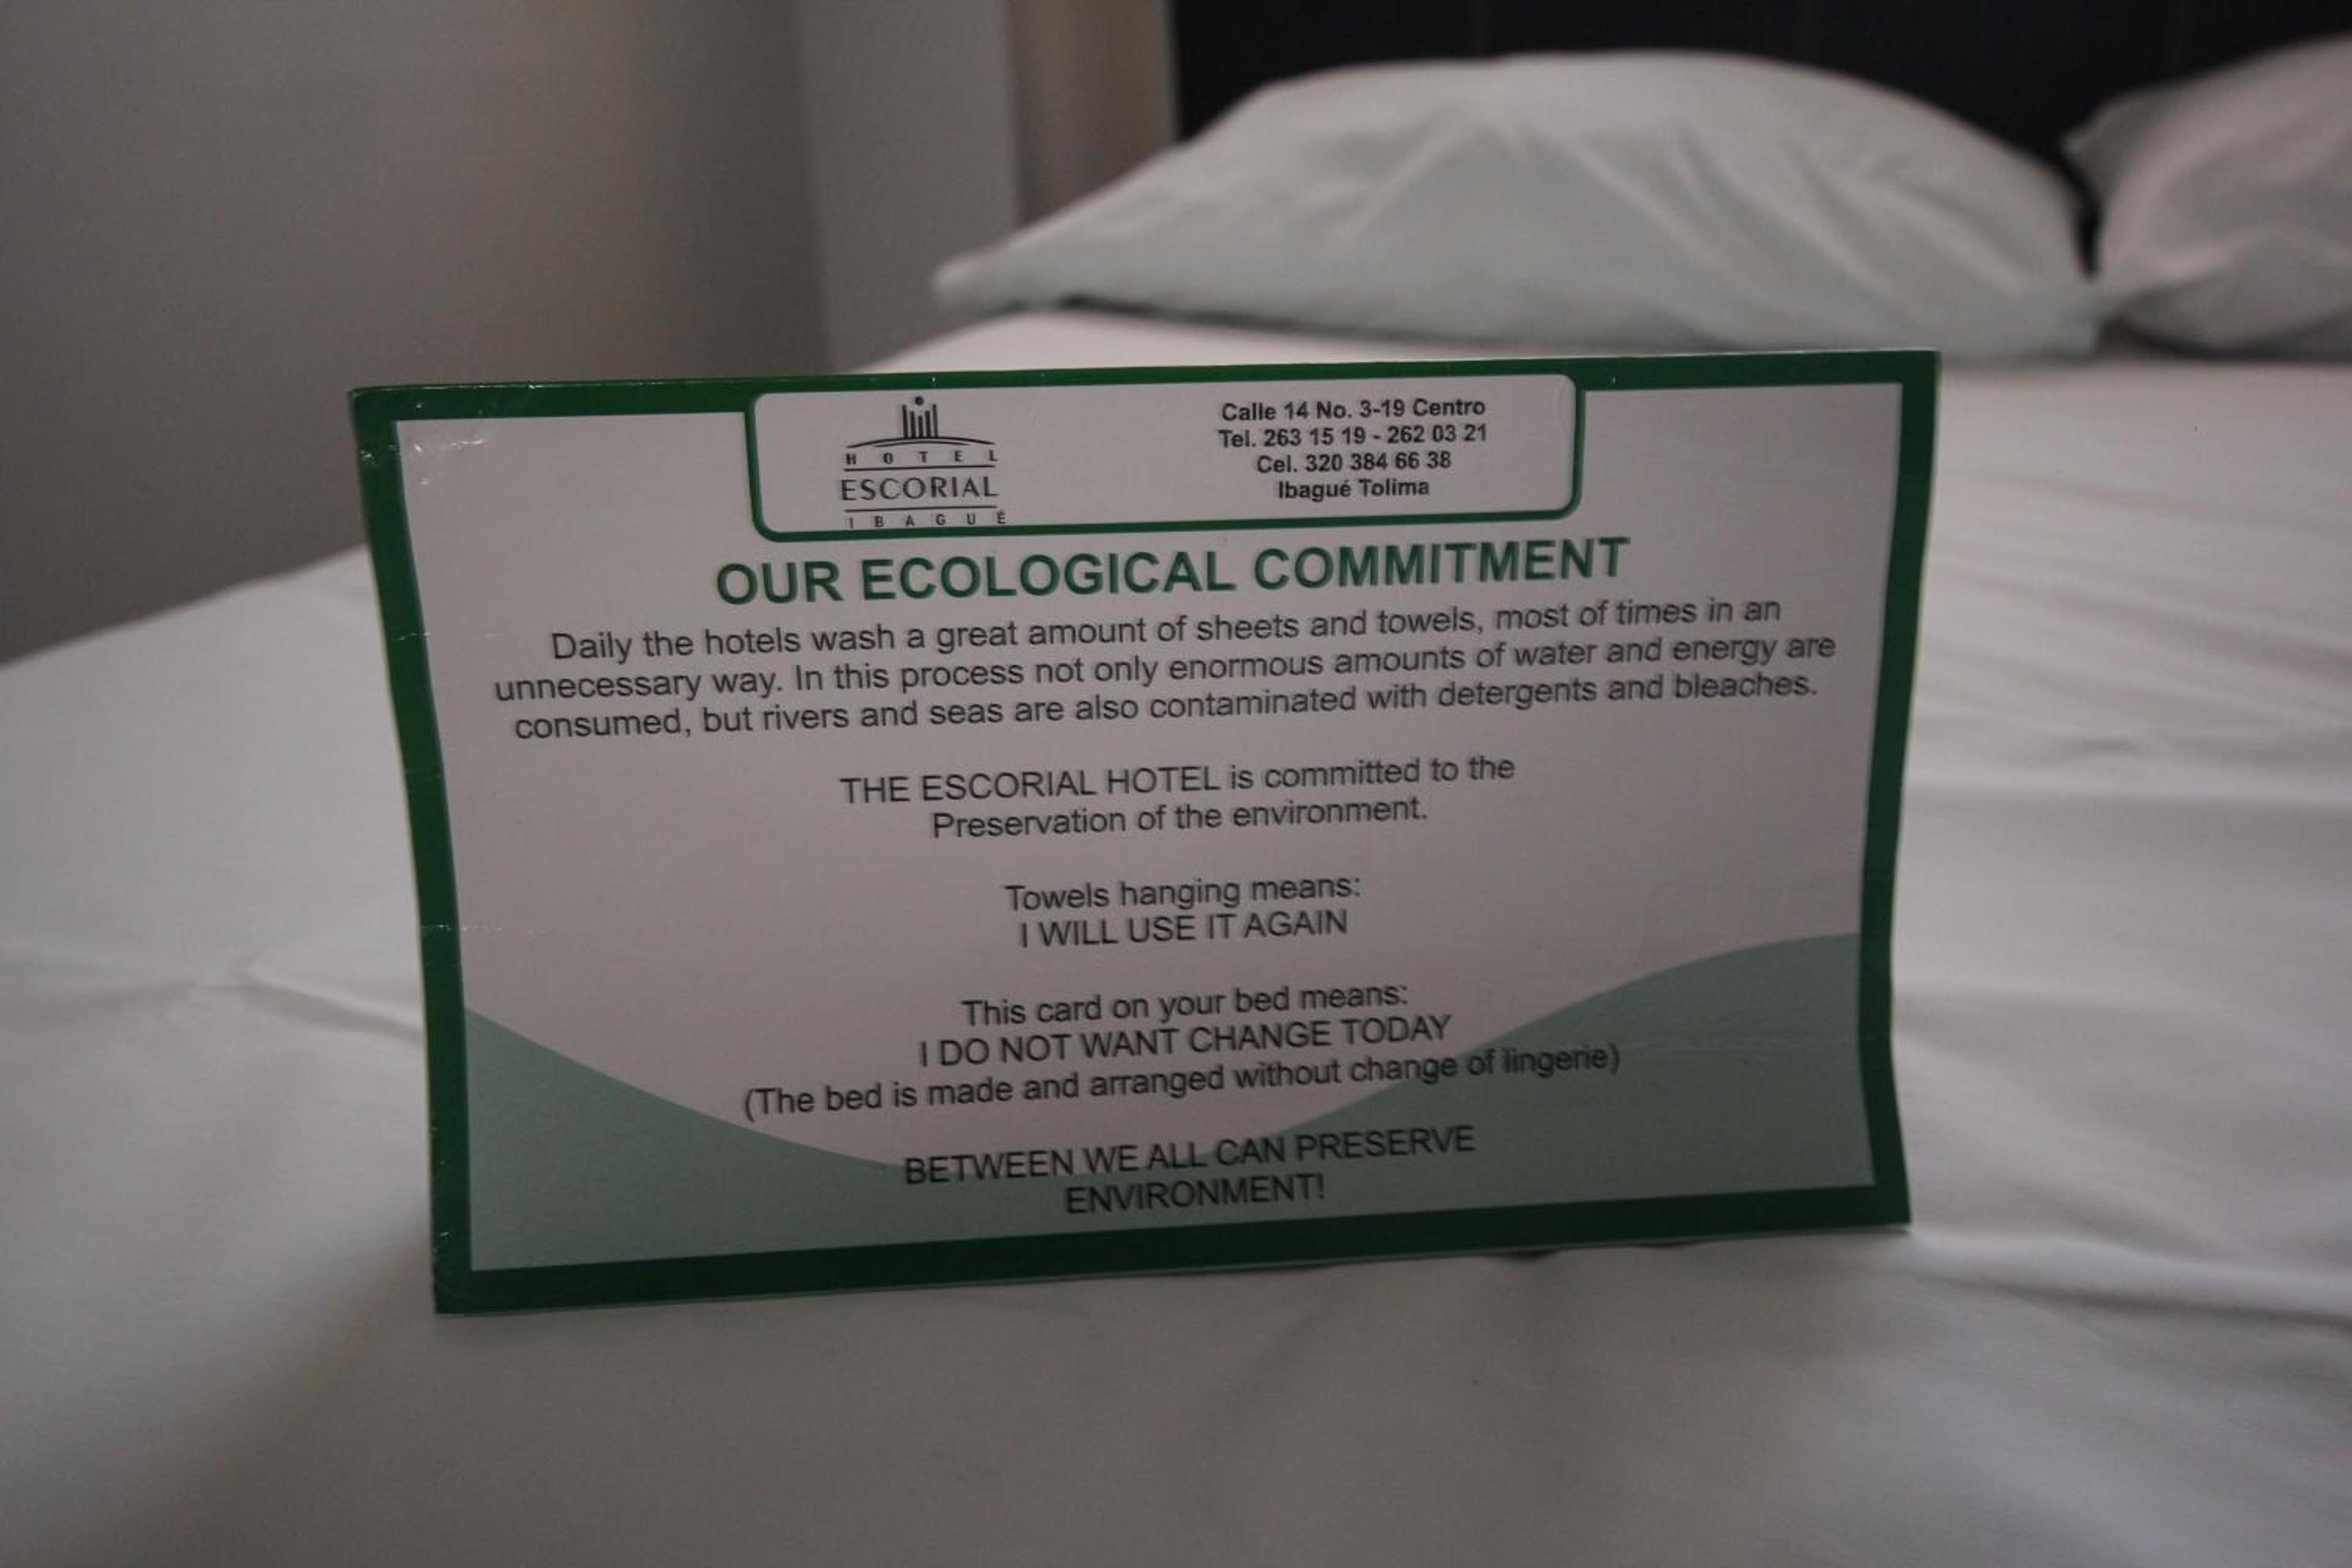 HOTEL
ESCORIAL
IBAGUÉ
Calle 14 No. 3-19 Centro
Tel. 263 15 19 - 262 03 21
Cel. 320 384 66 38
Ibagué Tolima
OUR ECOLOGICAL COMMITMENT
Daily the hotels wash a great amount of sheets and towels, most of times in an
unnecessary way. In this process not only enormous amounts of water and energy are
consumed, but rivers and seas are also contaminated with detergents and bleaches.
THE ESCORIAL HOTEL is committed to the
Preservation of the environment.
Towels hanging means:
I WILL USE IT AGAIN
This card on your bed means:
I DO NOT WANT CHANGE TODAY
(The bed is made and arranged without change of lingerie)
BETWEEN WE ALL CAN PRESERVE
ENVIRONMENT!